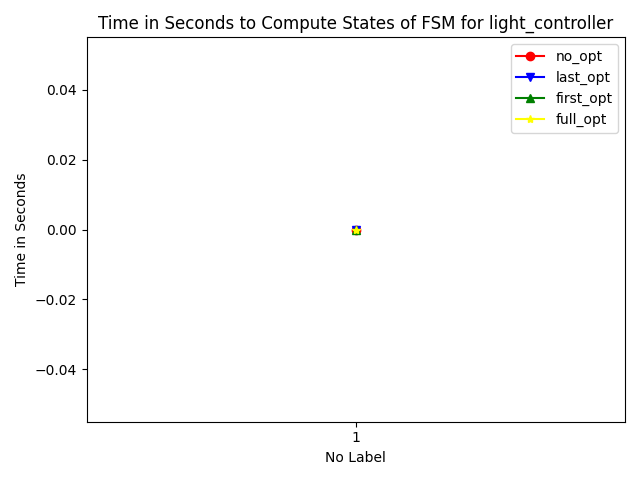 Time in Seconds to Compute States of FSM for light_controller
no_opt
last_opt
first_opt
full_opt
Time in Seconds
0.04
0.02
0.00
−0.02
−0.04
1
No Label